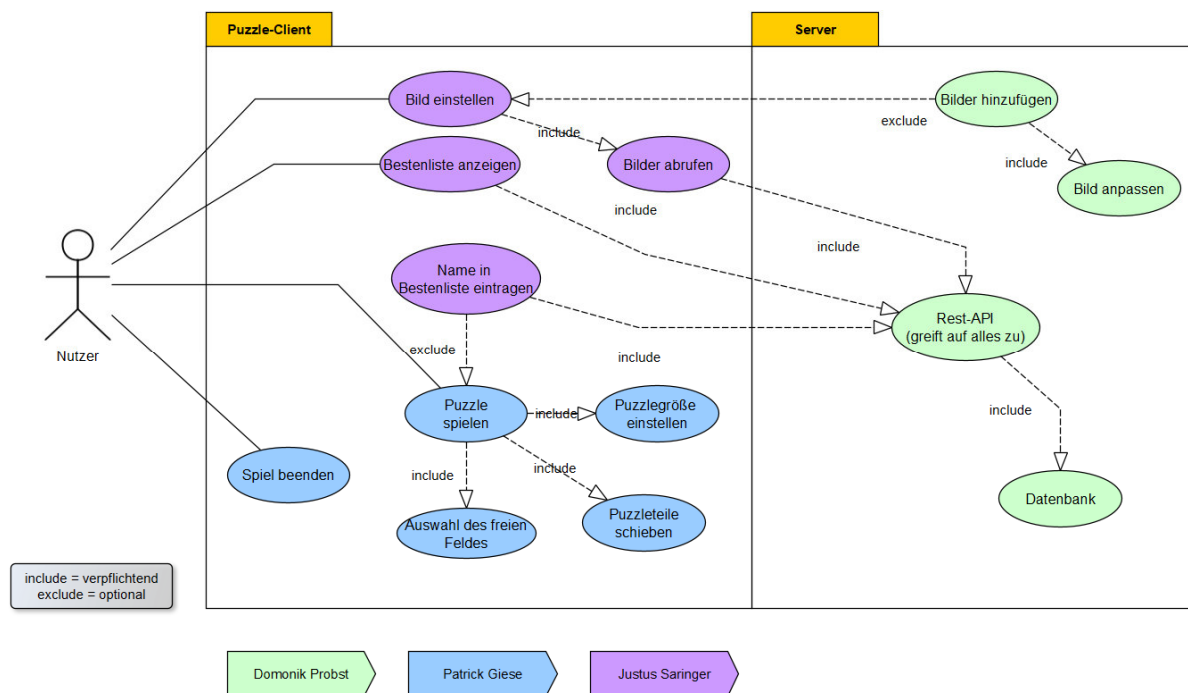 Puzzle-Client
Server
Bild einstellen
Bilder hinzufügen
exclude
include
Bestenliste anzeigen
Bilder abrufen
include
Bild anpassen
include
include
Name in
Bestenliste eintragen
Rest-API
(greift auf alles zu)
Nutzer
exclude
include
Puzzle
spielen
include
Puzzlegröße
einstellen
include
Spiel beenden
include
include
Datenbank
Auswahl des freien
Feldes
Puzzleteile
schieben
include = verpflichtend
exclude = optional
Domonik Probst
Patrick Giese
Justus Saringer